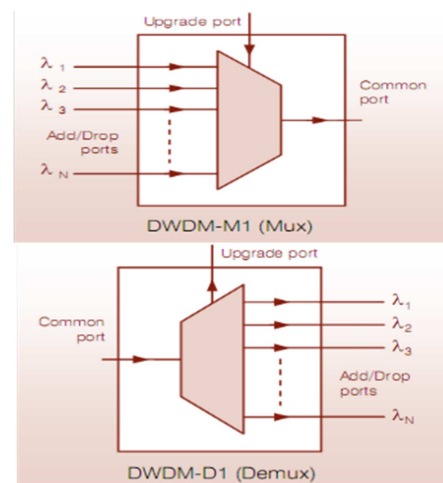 Upgrade port
λ 1
λ 2
λ 3
Common
port
Add/Drop
ports
λ N
DWDM-M1 (Mux)
Upgrade port
λ1
Common
port
λ2
λ3
Add/Drop
ports
λN
DWDM-D1 (Demux)